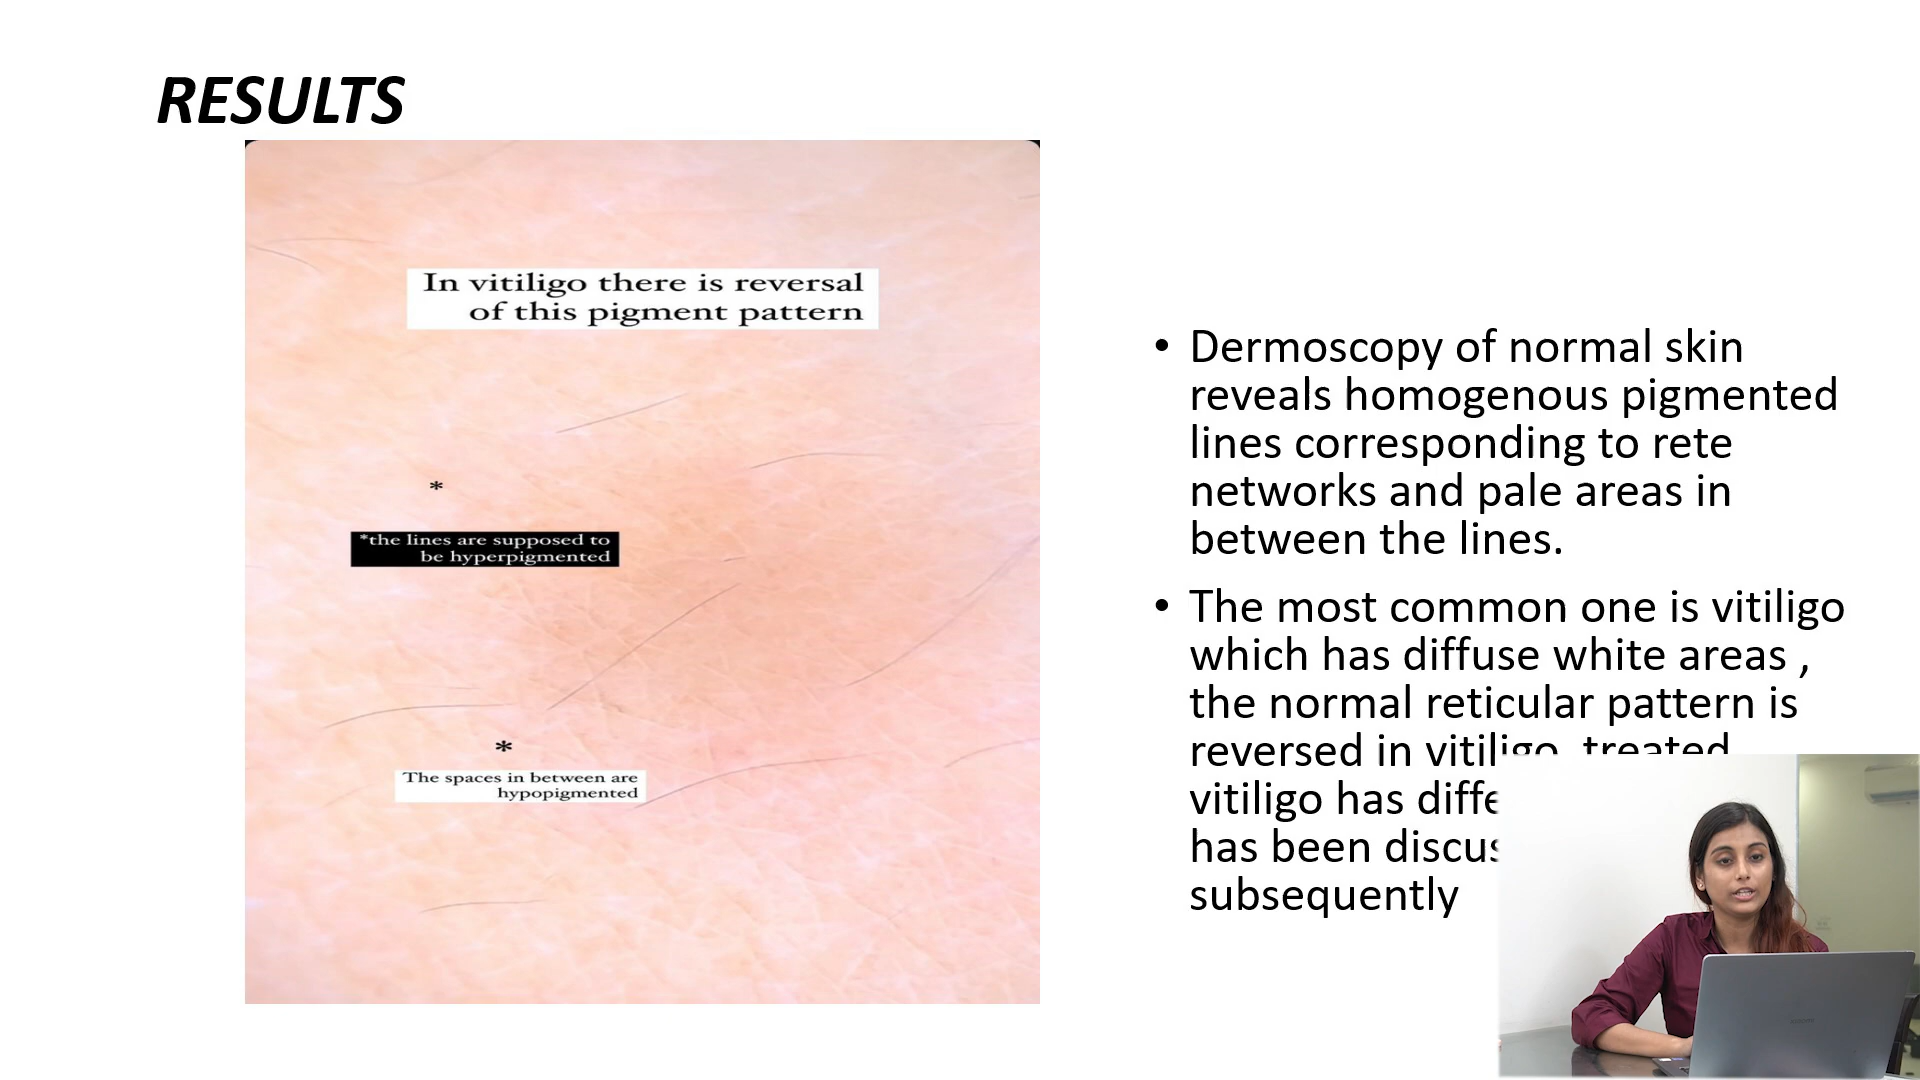 RESULTS
In vitiligo there is reversal
of this pigment pattern
*
*the lines are supposed to
be hyperpigmented
*
The spaces in between are
hypopigmented
• Dermoscopy of normal skin
reveals homogenous pigmented
lines corresponding to rete
networks and pale areas in
between the lines.
• The most common one is vitiligo
which has diffuse white areas ,
the normal reticular pattern is
reversed in vitiligo, treated
vitiligo has
has been
subsequently